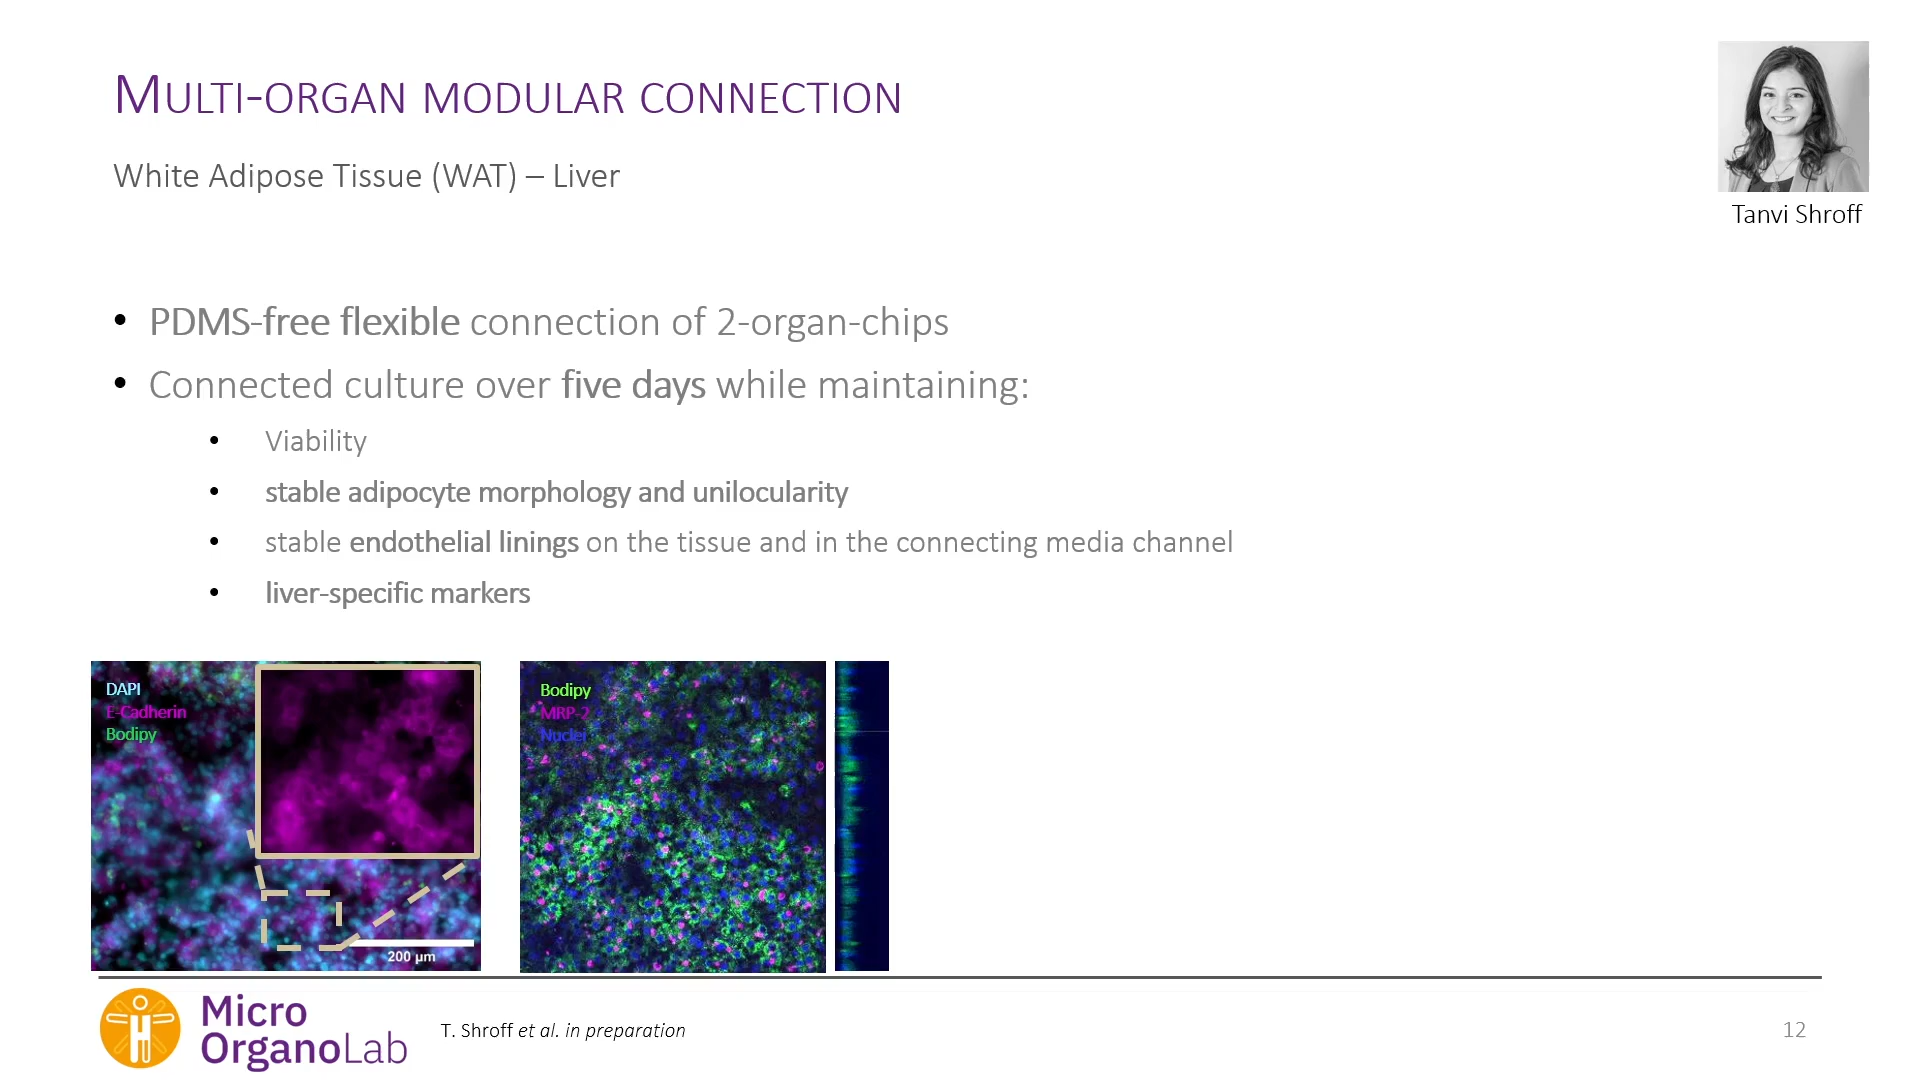 MULTI-ORGAN MODULAR CONNECTION
White Adipose Tissue (WAT) – Liver
Tanvi Shroff
• PDMS-free flexible connection of 2-organ-chips
• Connected culture over five days while maintaining:
• Viability
• stable adipocyte morphology and unilocularity
• stable endothelial linings on the tissue and in the connecting media channel
• liver-specific markers
DAPI
E-Cadherin
Bodipy
200 µm
Bodipy
MRP-2
Nuclei
Micro
OrganoLab
T. Shroff et al. in preparation
12